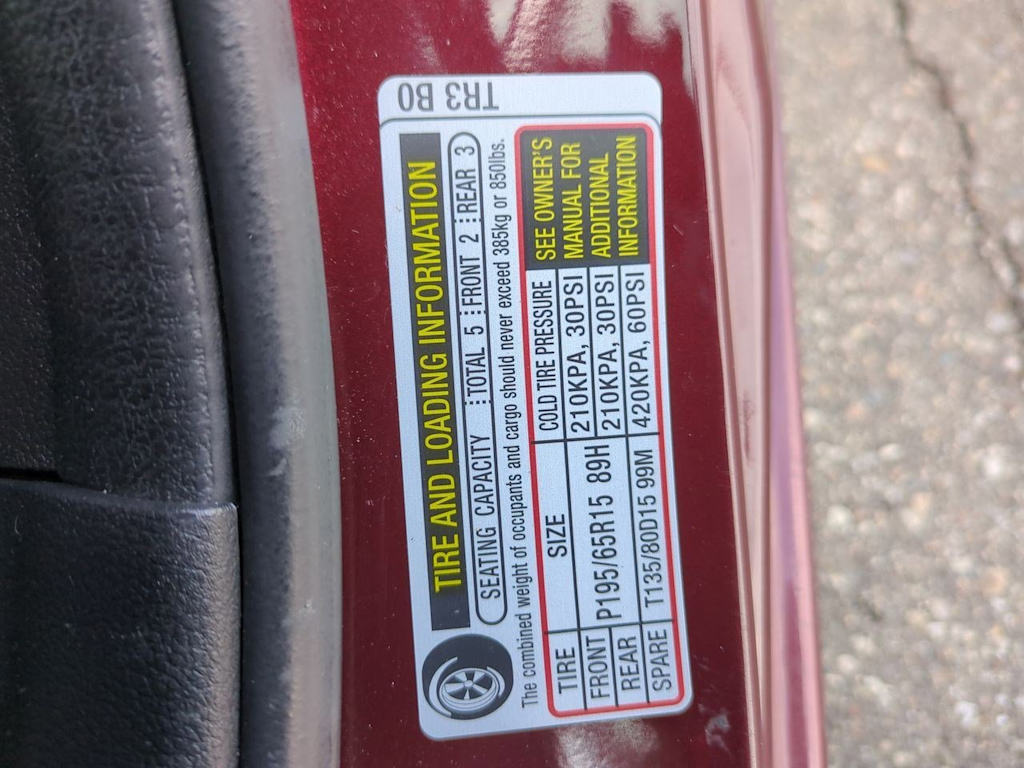 TR3 B0
TIRE AND LOADING INFORMATION
SEATING CAPACITY TOTAL 5 FRONT 2 REAR 3
The combined weight of occupants and cargo should never exceed 385kg or 850lbs.
TIRE SIZE COLD TIRE PRESSURE
FRONT P195/65R15 89H 210KPA, 30PSI
REAR 210KPA, 30PSI
SPARE T135/80D15 99M 420KPA, 60PSI
SEE OWNER'S
MANUAL FOR
ADDITIONAL
INFORMATION